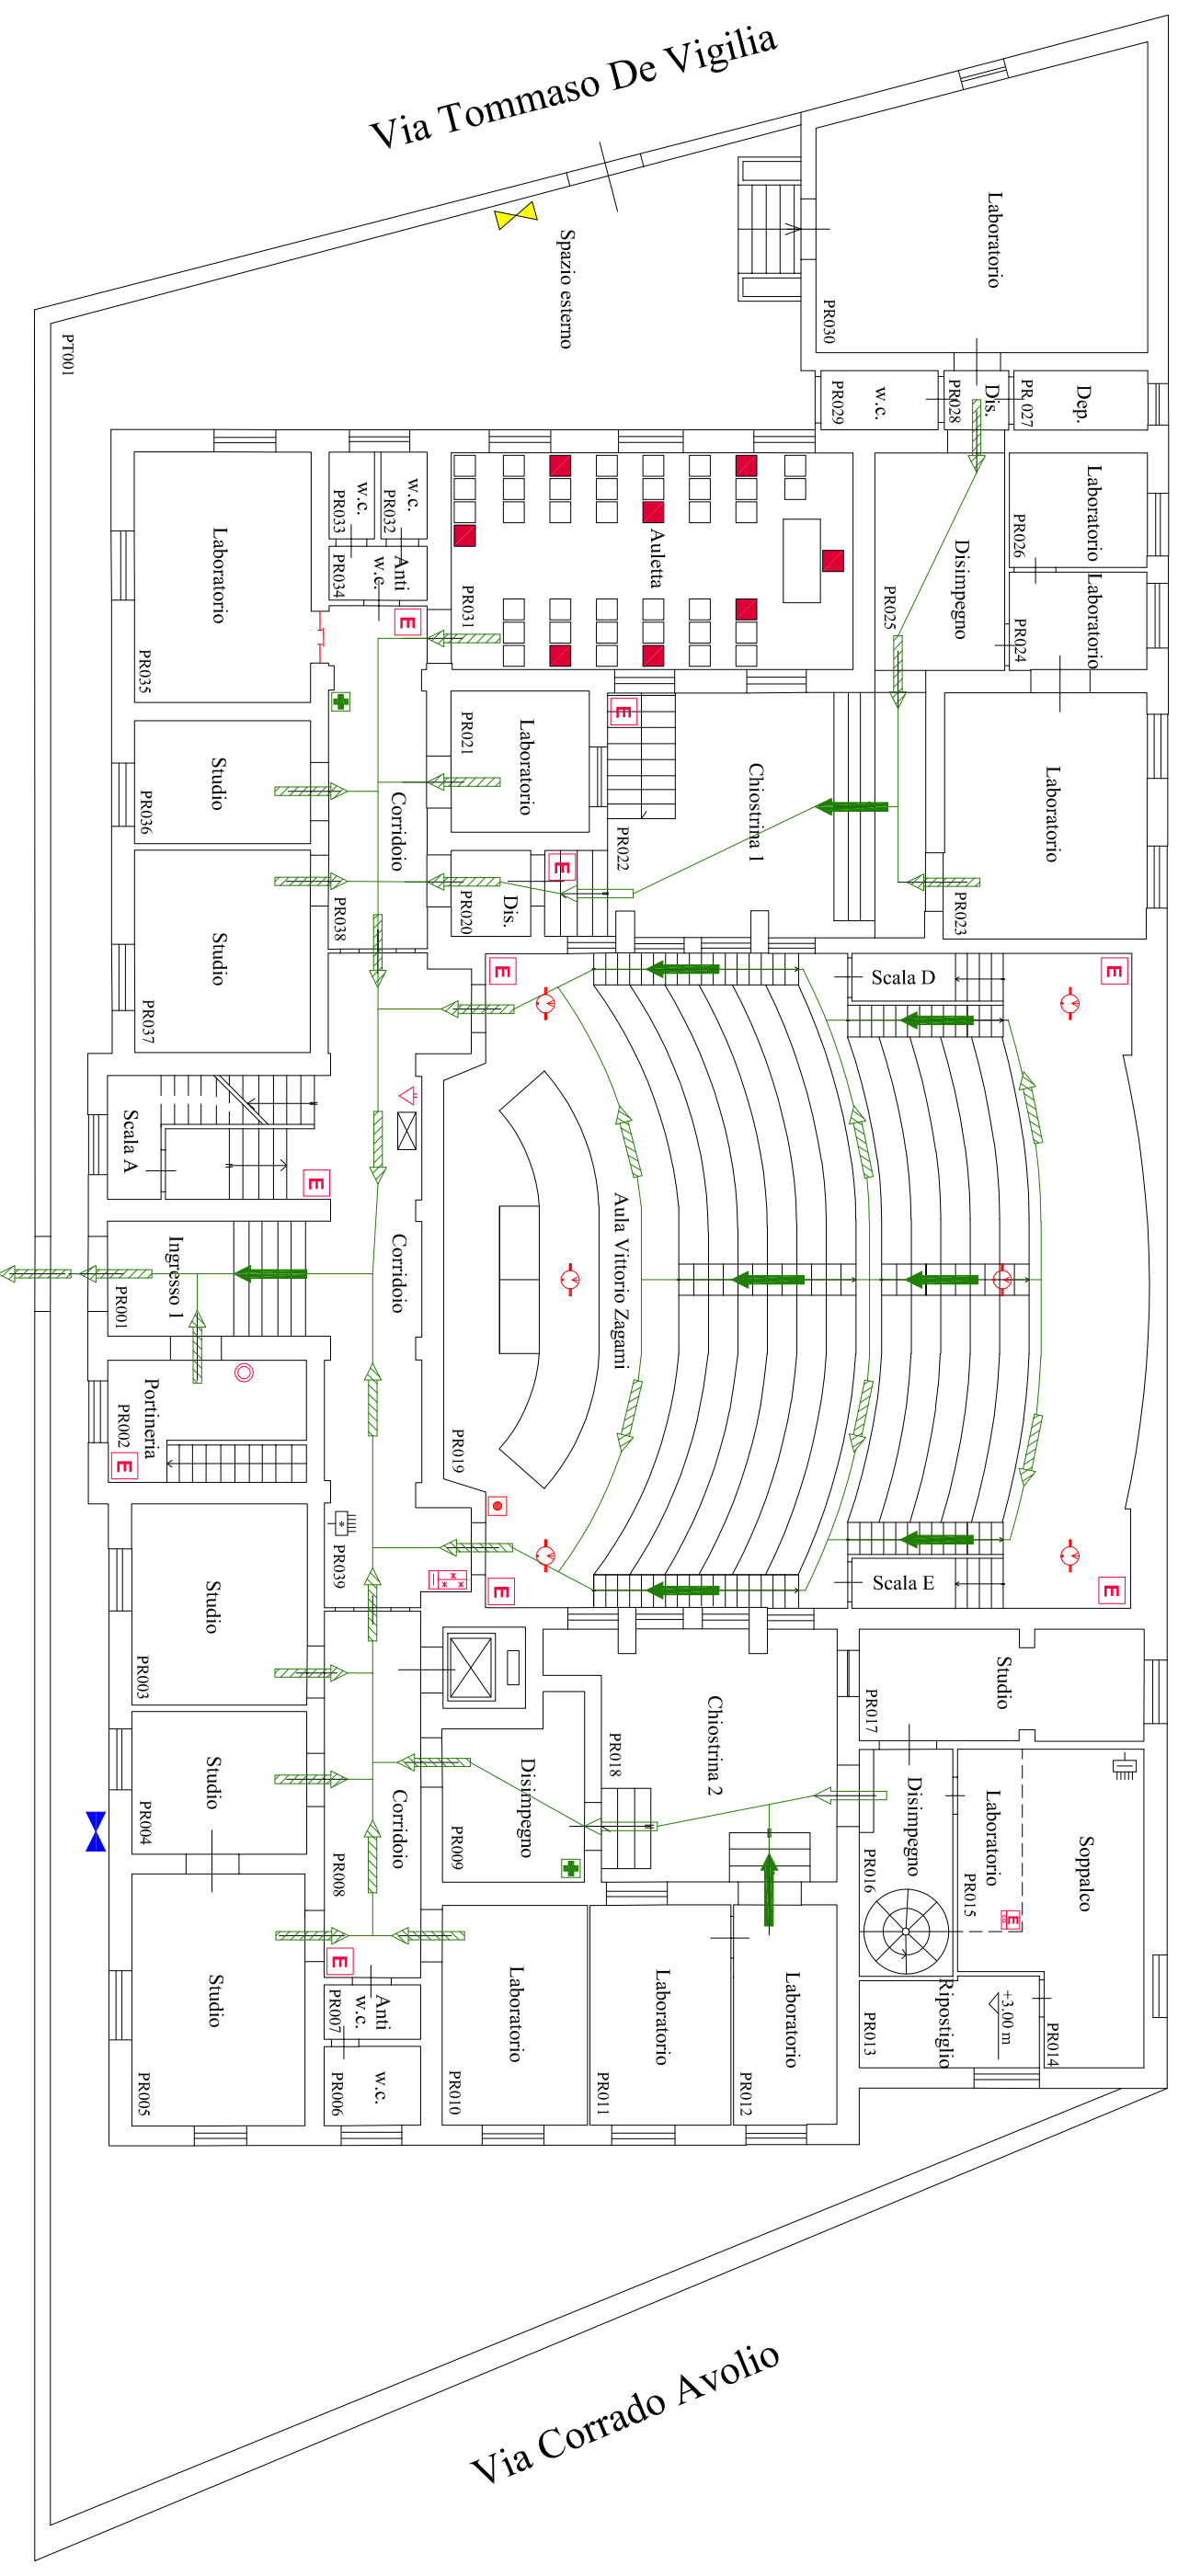 Via Tommaso De Vigilia
Laboratorio
PR030
Spazio esterno
PT001
Dep.
PR,027
Dis.
PR028
w.c.
PR029
Laboratorio
PR026
Laboratorio
PR024
Disimpegno
PR025
Auletta
PR031
w.c.
PR032
w.c.
PR033
Anti
w.c.
PR034
Laboratorio
PR035
E
Laboratorio
PR023
Chiostrina 1
PR022
E
Laboratorio
PR021
Corridoio
PR038
Studio
PR036
Dis.
PR020
E
Studio
PR037
Scala D
E
E
Scala A
E
Aula Vittorio Zagami
PR019
Corridoio
PR039
Ingresso 1
PR001
Portineria
PR002
E
Scala E
E
E
Studio
PR003
Studio
PR017
Chiostrina 2
PR018
Disimpegno
PR009
Studio
PR004
Corridoio
PR008
E
Disimpegno
PR016
Laboratorio
PR015
E
Soppalco
PR014
+3.00 m
Ripostiglio
PR013
Laboratorio
PR012
Laboratorio
PR011
Laboratorio
PR010
Anti
w.c.
PR007
w.c.
PR006
Studio
PR005
Via Corrado Avolio